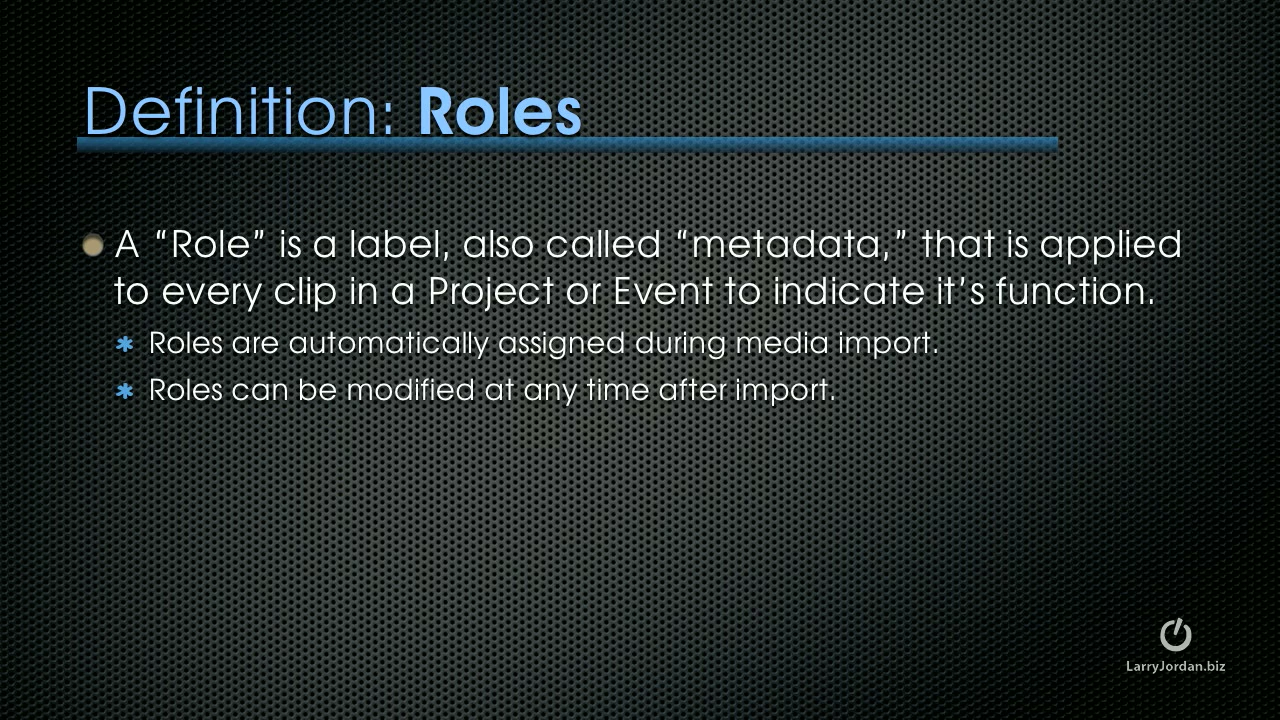 Definition: Roles
A “Role” is a label, also called “metadata,” that is applied
to every clip in a Project or Event to indicate it’s function.
Roles are automatically assigned during media import.
Roles can be modified at any time after import.
LarryJordan.biz